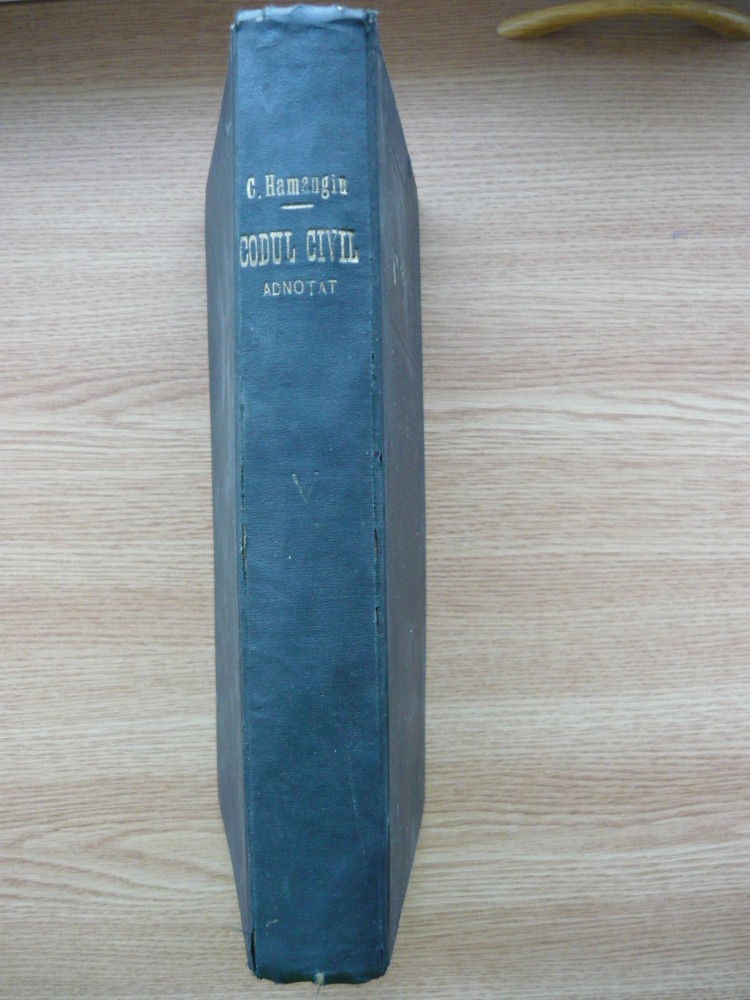 C. Hamangiu
CODUL CIVIL
ADNOTAT
V